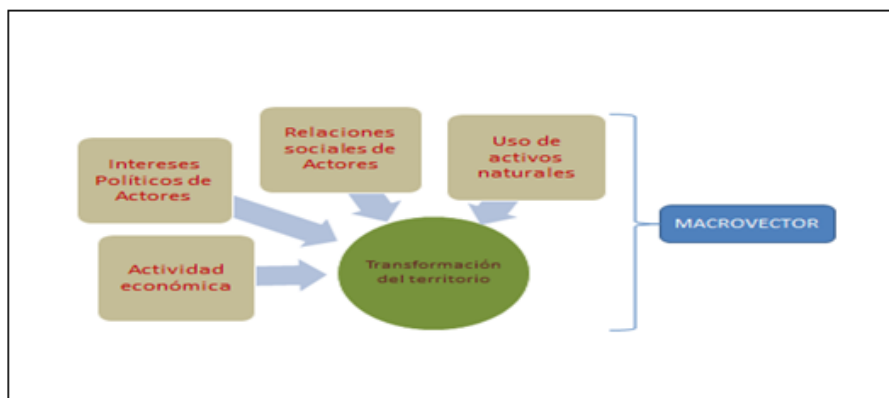 Relaciones
sociales de
Actores
Uso de
activos
naturales
Intereses
Políticos de
Actores
MACROVECTOR
Actividad
económica
Transformación
del territorio